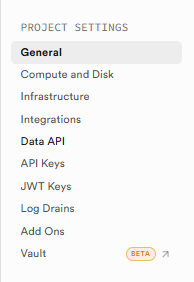 PROJECT SETTINGS
General
Compute and Disk
Infrastructure
Integrations
Data API
API Keys
JWT Keys
Log Drains
Add Ons
Vault BETA